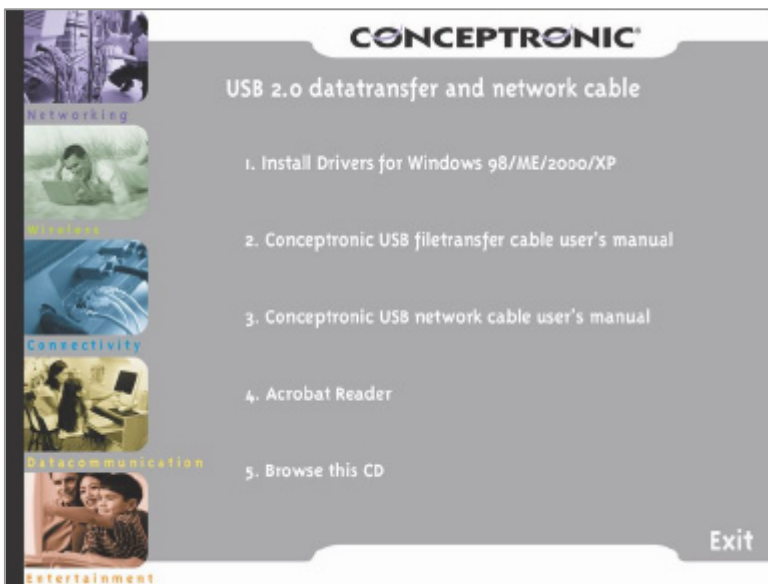 CONCEPTRONIC®
USB 2.0 datatransfer and network cable
Networking
1. Install Drivers for Windows 98/ME/2000/XP
Wireless
2. Conceptronic USB filetransfer cable user's manual
3. Conceptronic USB network cable user's manual
Connectivity
4. Acrobat Reader
Datacommunication
5. Browse this CD
Exit
Entertainment